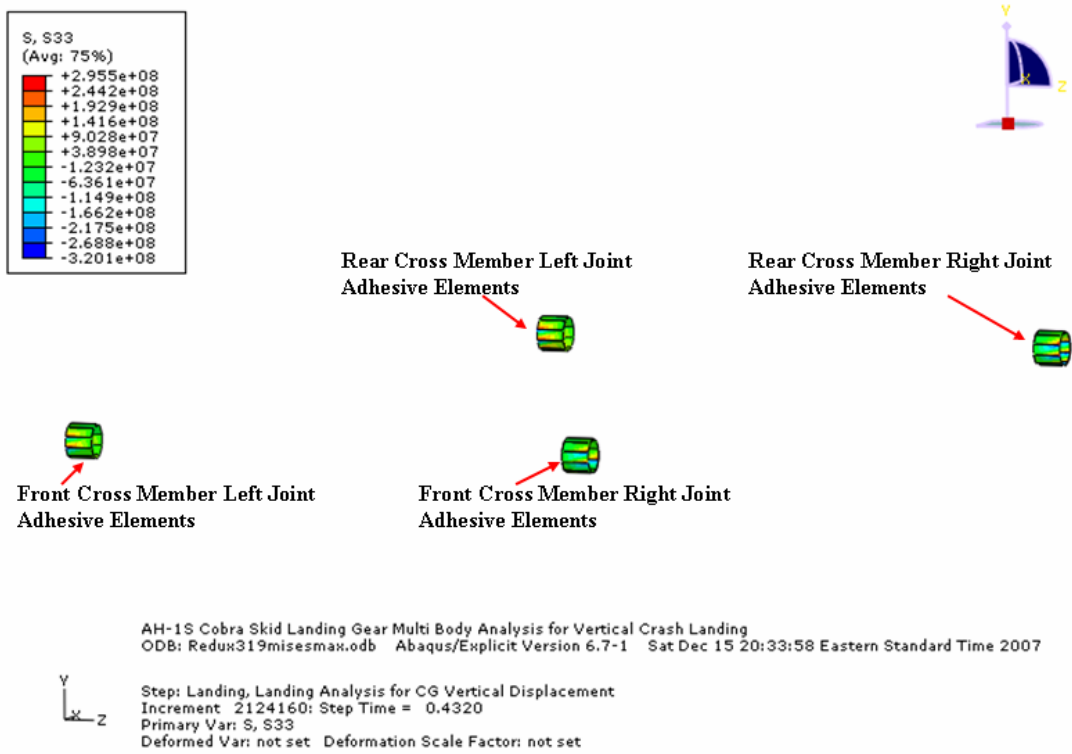 S, S33
(Avg: 75%)
+2.955e+08
+2.442e+08
+1.929e+08
+1.416e+08
+9.028e+07
+3.898e+07
-1.232e+07
-6.361e+07
-1.149e+08
-1.662e+08
-2.175e+08
-2.688e+08
-3.201e+08
Y
X
Z
Rear Cross Member Left Joint
Adhesive Elements
Rear Cross Member Right Joint
Adhesive Elements
Front Cross Member Left Joint
Adhesive Elements
Front Cross Member Right Joint
Adhesive Elements
AH-1S Cobra Skid Landing Gear Multi Body Analysis for Vertical Crash Landing
ODB: Redux319misesmax.odb Abaqus/Explicit Version 6.7-1 Sat Dec 15 20:33:58 Eastern Standard Time 2007
Y
X
Z
Step: Landing, Landing Analysis for CG Vertical Displacement
Increment 2124160: Step Time = 0.4320
Primary Var: S, S33
Deformed Var: not set Deformation Scale Factor: not set